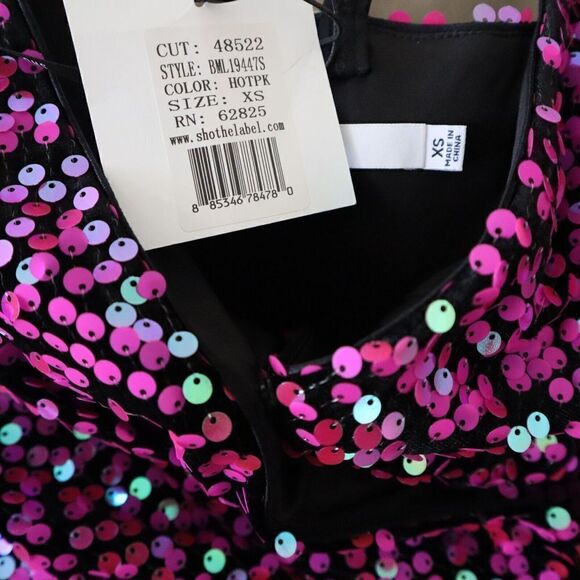 CUT: 48522
STYLE: BML19447S
COLOR: HOTPK
SIZE: XS
RN: 62825
www.shothelabel.com
8 85346 78478 0
XS
MADE IN
CHINA